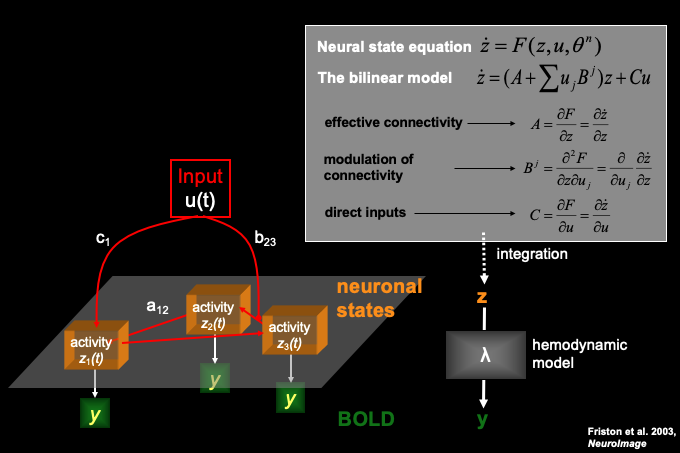 Neural state equation ż = F(z,u,θⁿ)
The bilinear model ż = (A + ∑ uⱼBʲ)z + Cu
effective connectivity A = ∂F/∂z = ∂ż/∂z
modulation of
connectivity Bʲ = ∂²F/∂z∂uⱼ = ∂/∂uⱼ ∂ż/∂z
direct inputs C = ∂F/∂u = ∂ż/∂u
Input
u(t)
c₁
b₂₃
integration
neuronal
states
z
a₁₂
activity
z₂(t)
activity
z₃(t)
activity
z₁(t)
λ
hemodynamic
model
y
y
y
BOLD
y
Friston et al. 2003,
NeuroImage